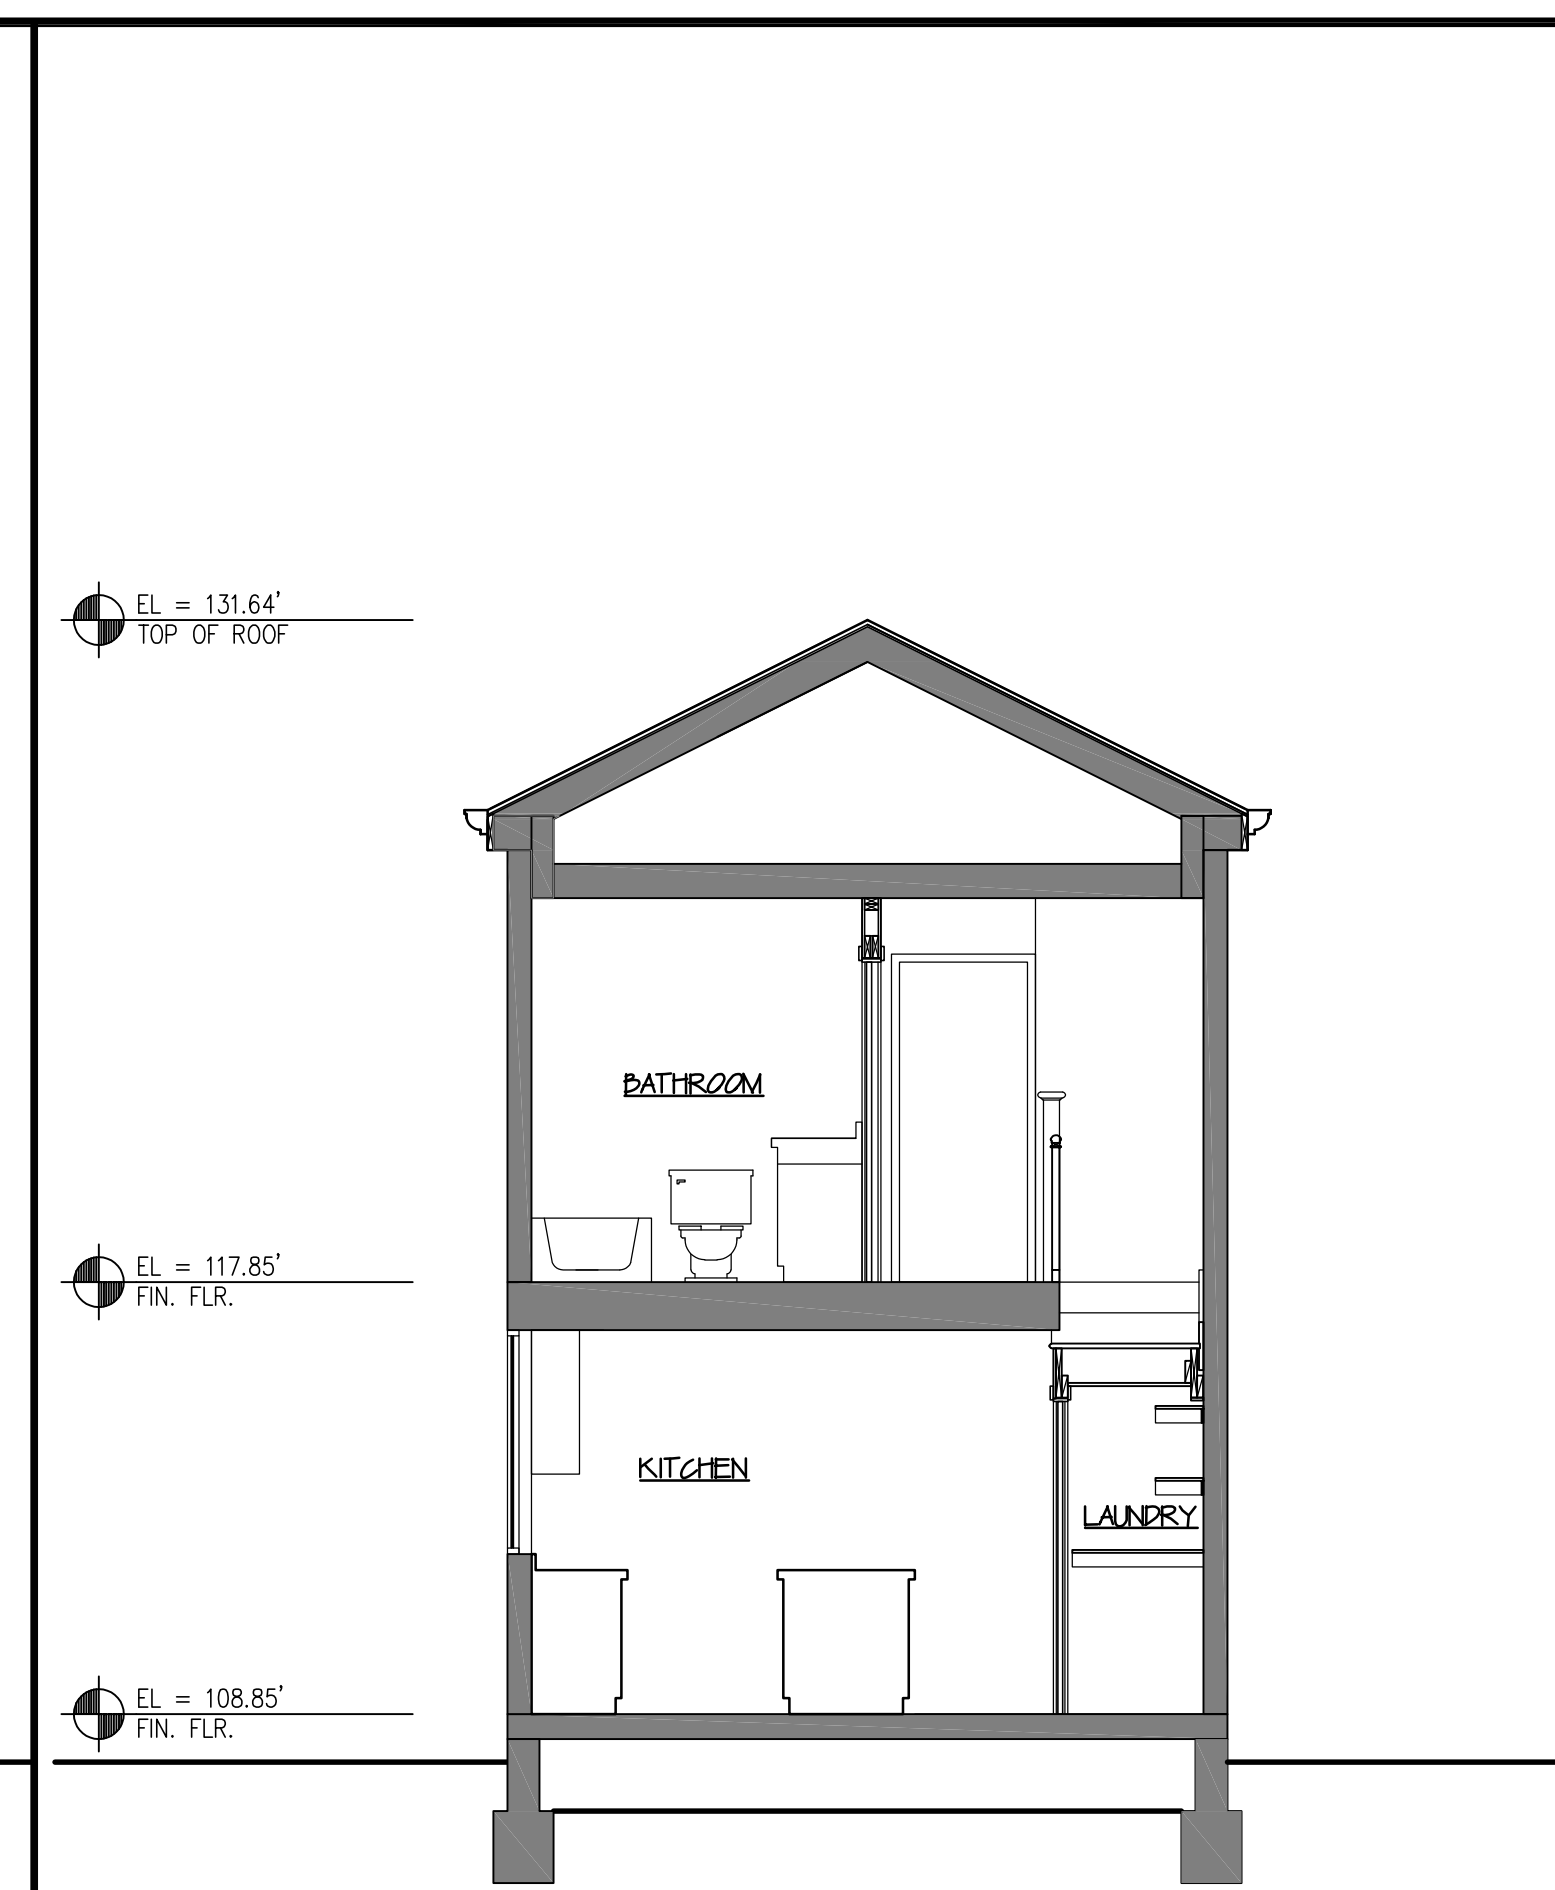 EL = 131.64'
TOP OF ROOF
BATHROOM
EL = 117.85'
FIN. FLR.
KITCHEN
LAUNDRY
EL = 108.85'
FIN. FLR.